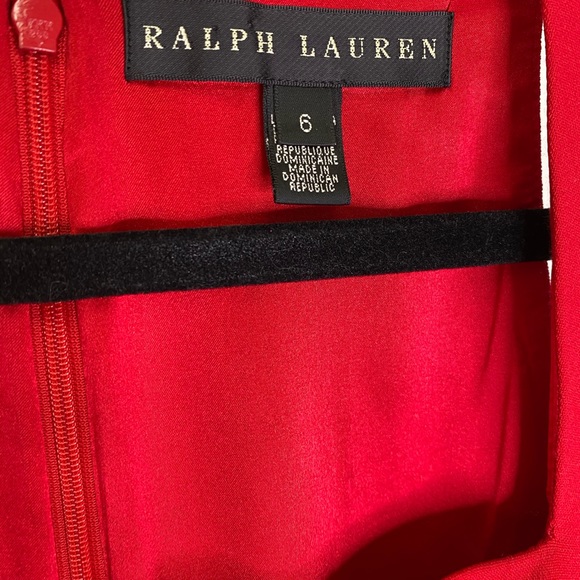 RALPH LAUREN
6
REPUBLIQUE
DOMINICAINE
MADE IN
DOMINICAN
REPUBLIC